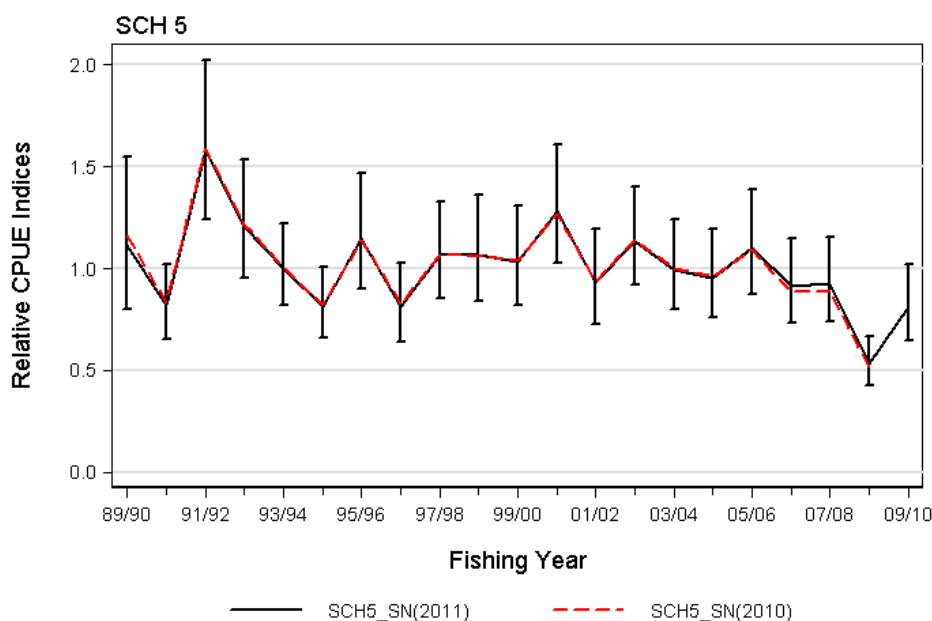 SCH 5
2.0
1.5
1.0
0.5
0.0
Relative CPUE Indices
89/90 91/92 93/94 95/96 97/98 99/00 01/02 03/04 05/06 07/08 09/10
Fishing Year
SCH5_SN(2011) SCH5_SN(2010)